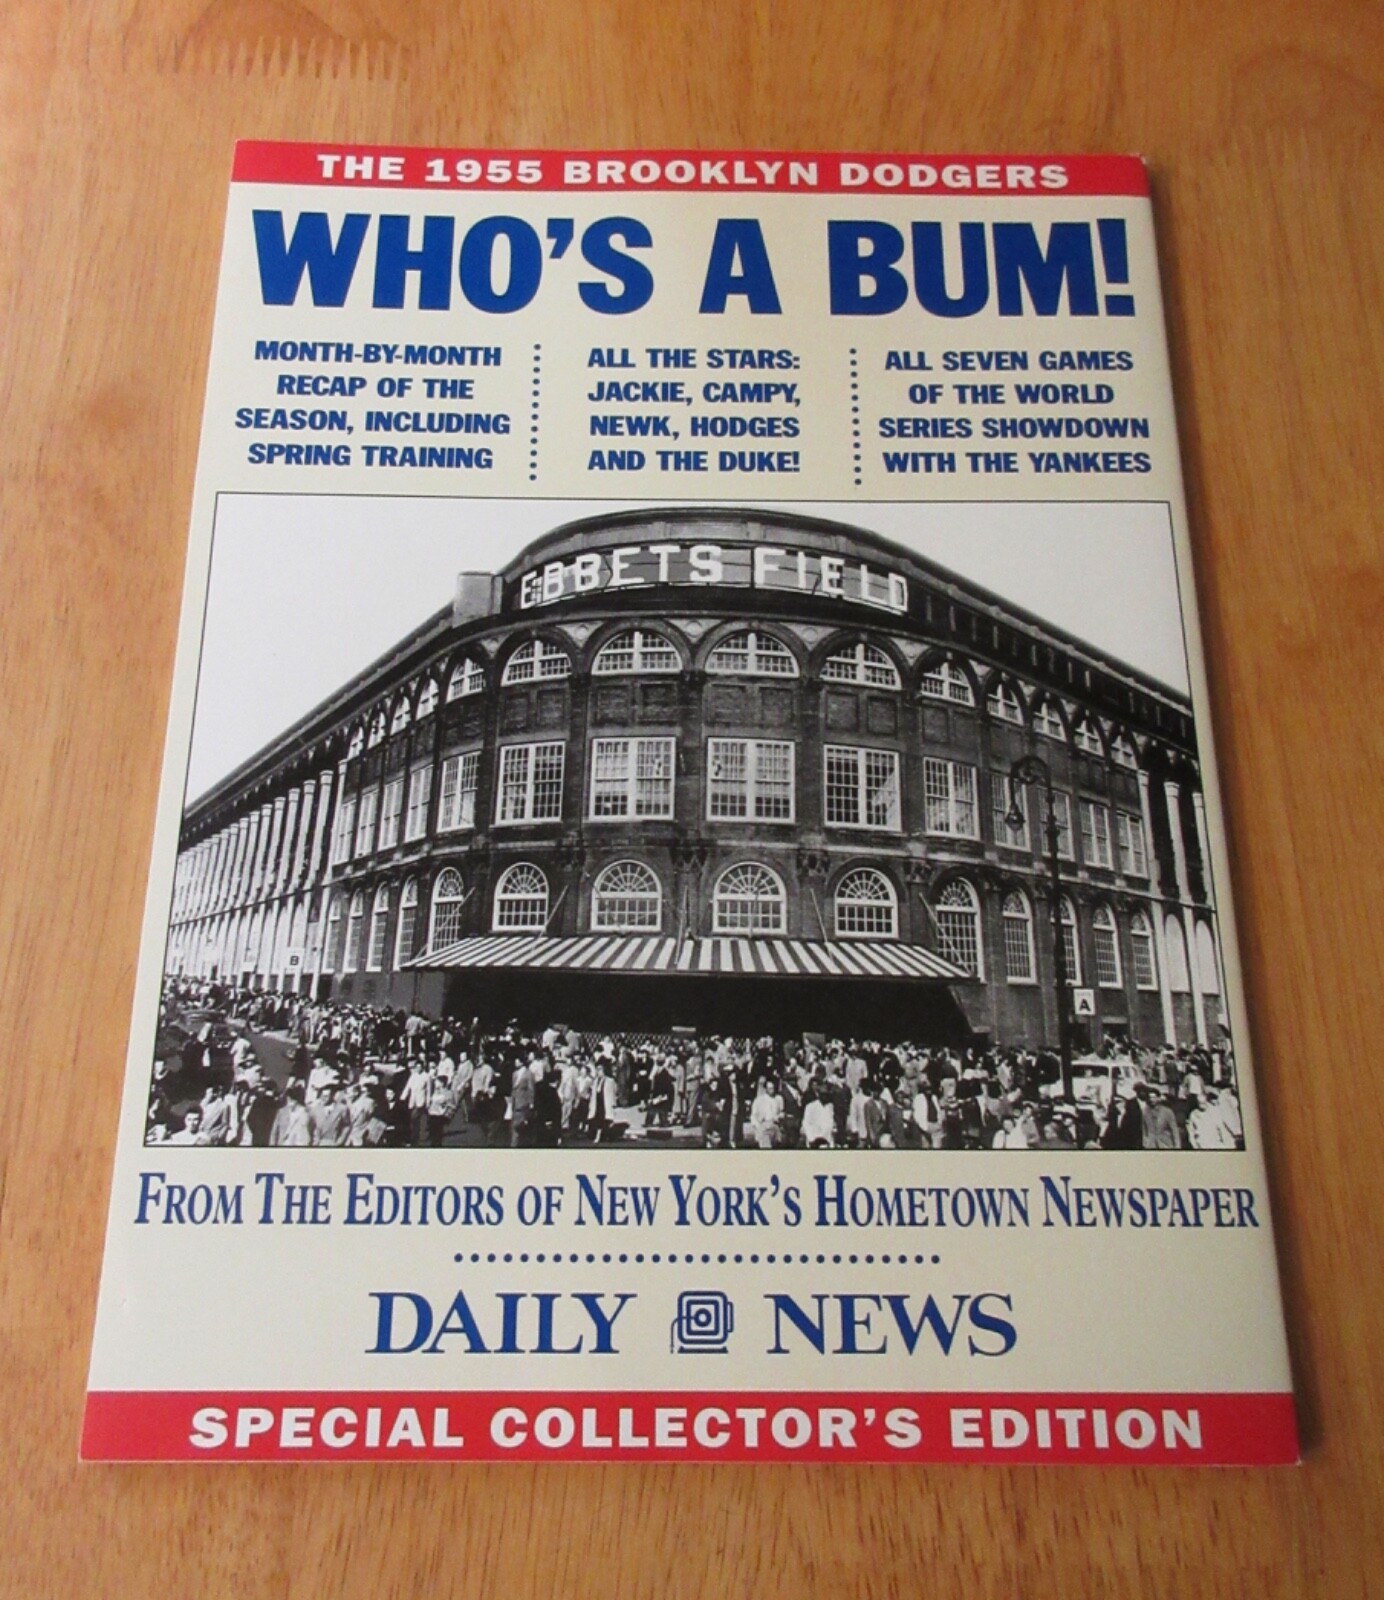 THE 1955 BROOKLYN DODGERS
WHO'S A BUM!
MONTH-BY-MONTH
RECAP OF THE
SEASON, INCLUDING
SPRING TRAINING
ALL THE STARS:
JACKIE, CAMPY,
NEWK, HODGES
AND THE DUKE!
ALL SEVEN GAMES
OF THE WORLD
SERIES SHOWDOWN
WITH THE YANKEES
EBBETS FIELD
B
A
FROM THE EDITORS OF NEW YORK'S HOMETOWN NEWSPAPER
DAILY NEWS
SPECIAL COLLECTOR'S EDITION